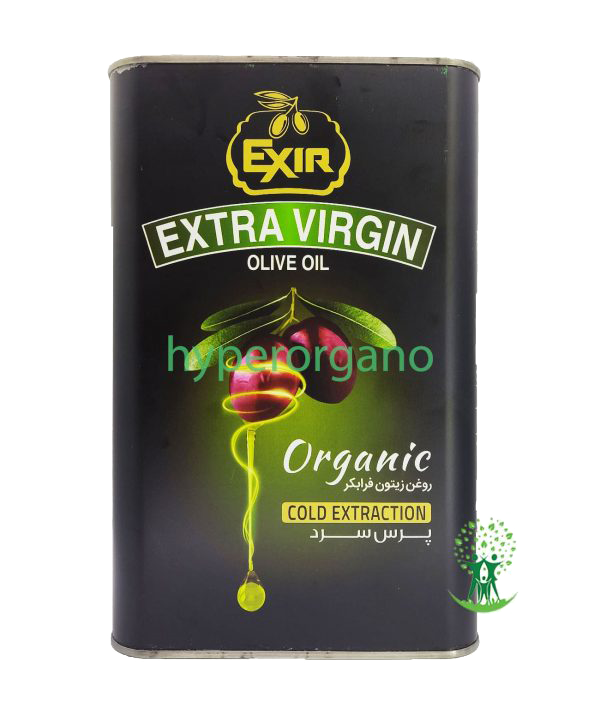 EXIR
EXTRA VIRGIN
OLIVE OIL
hyperorgano
Organic
روغن زیتون فرابکر
COLD EXTRACTION
پرس سرد